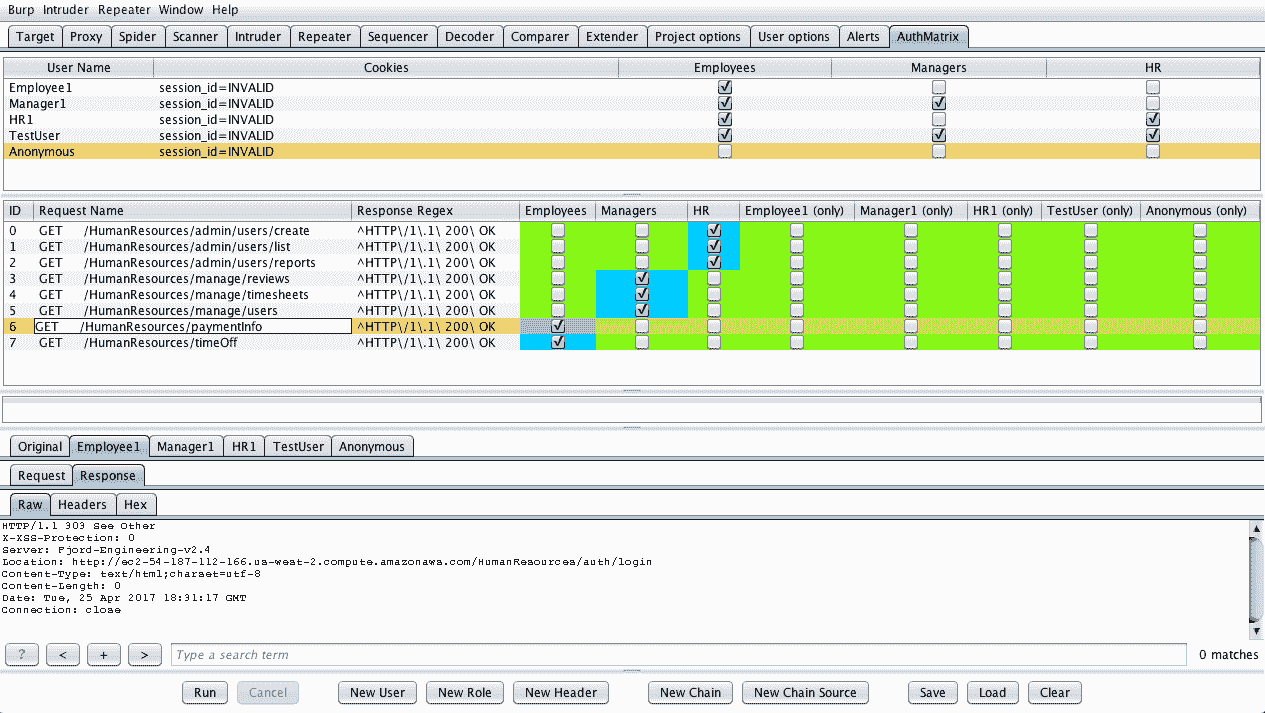 Burp Intruder Repeater Window Help
Target Proxy Spider Scanner Intruder Repeater Sequencer Decoder Comparer Extender Project options User options Alerts AuthMatrix
User Name Cookies Employees Managers HR
Employee1 session_id=INVALID
Manager1 session_id=INVALID
HR1 session_id=INVALID
TestUser session_id=INVALID
Anonymous session_id=INVALID
ID Request Name Response Regex Employees Managers HR Employee1 (only) Manager1 (only) HR1 (only) TestUser (only) Anonymous (only)
0 GET /HumanResources/admin/users/create ^HTTP\/1\.1\ 200\ OK
1 GET /HumanResources/admin/users/list ^HTTP\/1\.1\ 200\ OK
2 GET /HumanResources/admin/users/reports ^HTTP\/1\.1\ 200\ OK
3 GET /HumanResources/manage/reviews ^HTTP\/1\.1\ 200\ OK
4 GET /HumanResources/manage/timesheets ^HTTP\/1\.1\ 200\ OK
5 GET /HumanResources/manage/users ^HTTP\/1\.1\ 200\ OK
6 GET /HumanResources/paymentInfo ^HTTP\/1\.1\ 200\ OK
7 GET /HumanResources/timeOff ^HTTP\/1\.1\ 200\ OK
Original Employee1 Manager1 HR1 TestUser Anonymous
Request Response
Raw Headers Hex
HTTP/1.1 303 See Other
X-XSS-Protection: 0
Server: Fjord-Engineering-v2.4
Location: http://ec2-54-187-112-166.us-west-2.compute.amazonaws.com/HumanResources/auth/login
Content-Type: text/html;charset=utf-8
Content-Length: 0
Date: Tue, 25 Apr 2017 18:31:17 GMT
Connection: close
? < + > Type a search term 0 matches
Run Cancel New User New Role New Header New Chain New Chain Source Save Load Clear